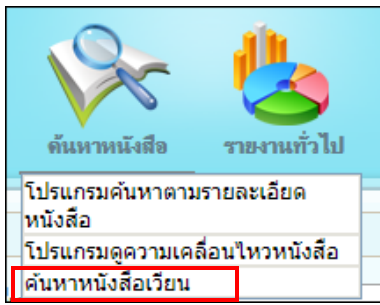 ค้นหาหนังสือ
รายงานทั่วไป
โปรแกรมค้นหาตามรายละเอียด
หนังสือ
โปรแกรมดูความเคลื่อนไหวหนังสือ
ค้นหาหนังสือเวียน